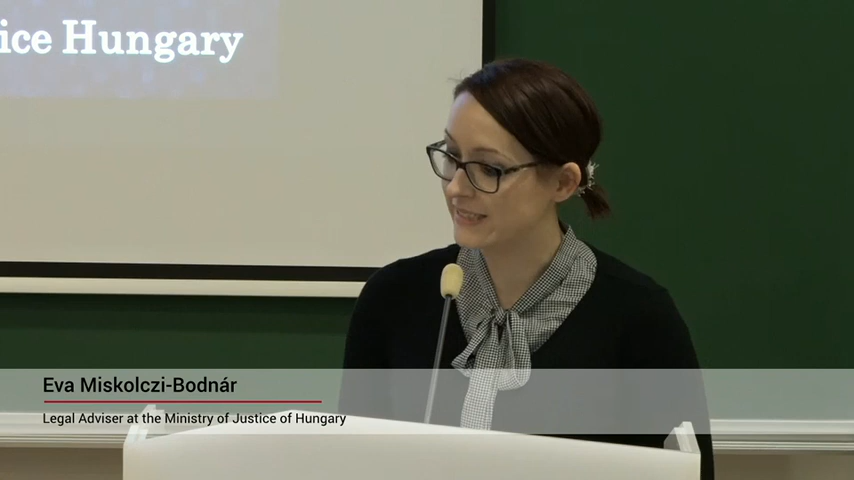 ice Hungary
Eva Miskolczi-Bodnár
Legal Adviser at the Ministry of Justice of Hungary